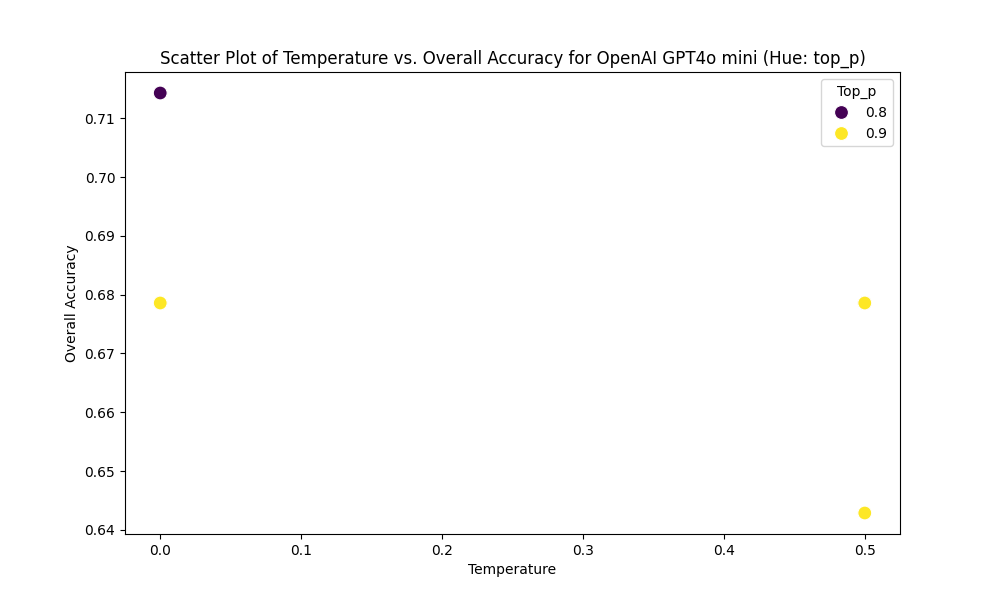 Scatter Plot of Temperature vs. Overall Accuracy for OpenAI GPT4o mini (Hue: top_p)
Top_p
0.8
0.9
0.71
0.70
0.69
0.68
0.67
0.66
0.65
0.64
Overall Accuracy
0.0 0.1 0.2 0.3 0.4 0.5
Temperature